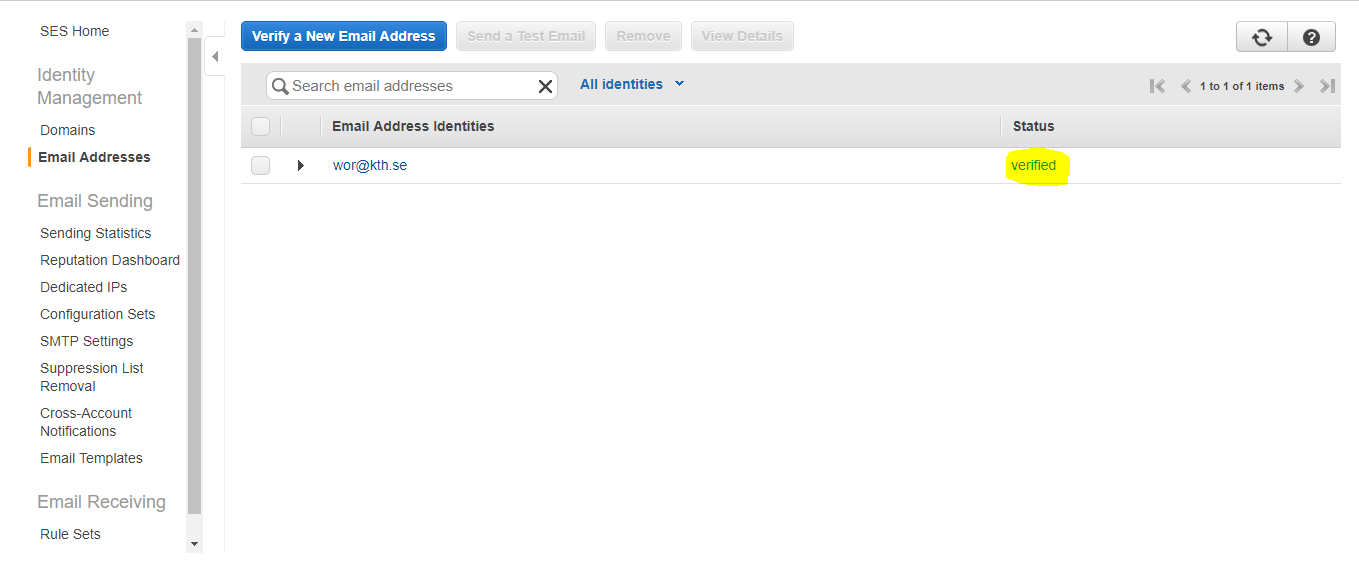 SES Home
Identity
Management
Domains
Email Addresses
Email Sending
Sending Statistics
Reputation Dashboard
Dedicated IPs
Configuration Sets
SMTP Settings
Suppression List
Removal
Cross-Account
Notifications
Email Templates
Email Receiving
Rule Sets
Verify a New Email Address
Send a Test Email
Remove
View Details
Search email addresses
All identities
1 to 1 of 1 items
Email Address Identities
Status
wor@kth.se
verified